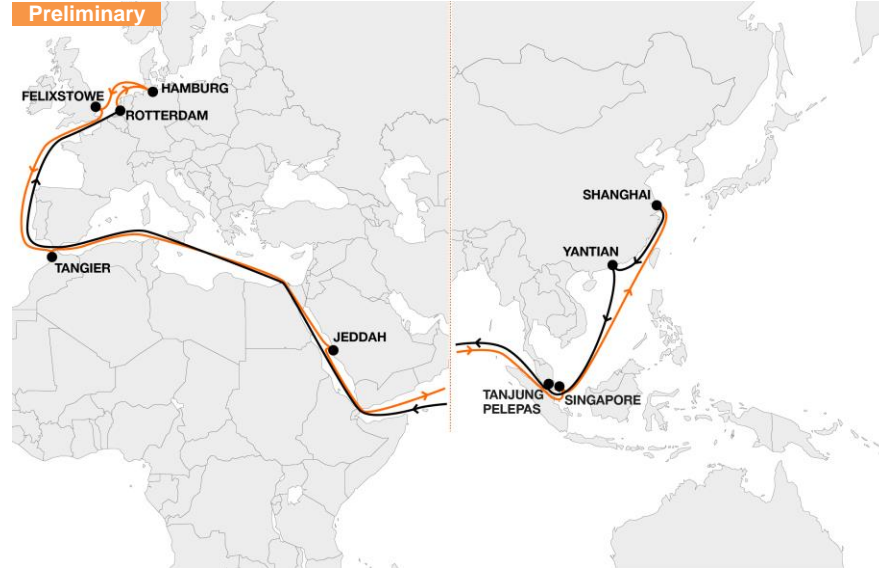 Preliminary
HAMBURG
FELIXSTOWE
ROTTERDAM
TANGIER
JEDDAH
SHANGHAI
YANTIAN
TANJUNG
PELEPAS
SINGAPORE